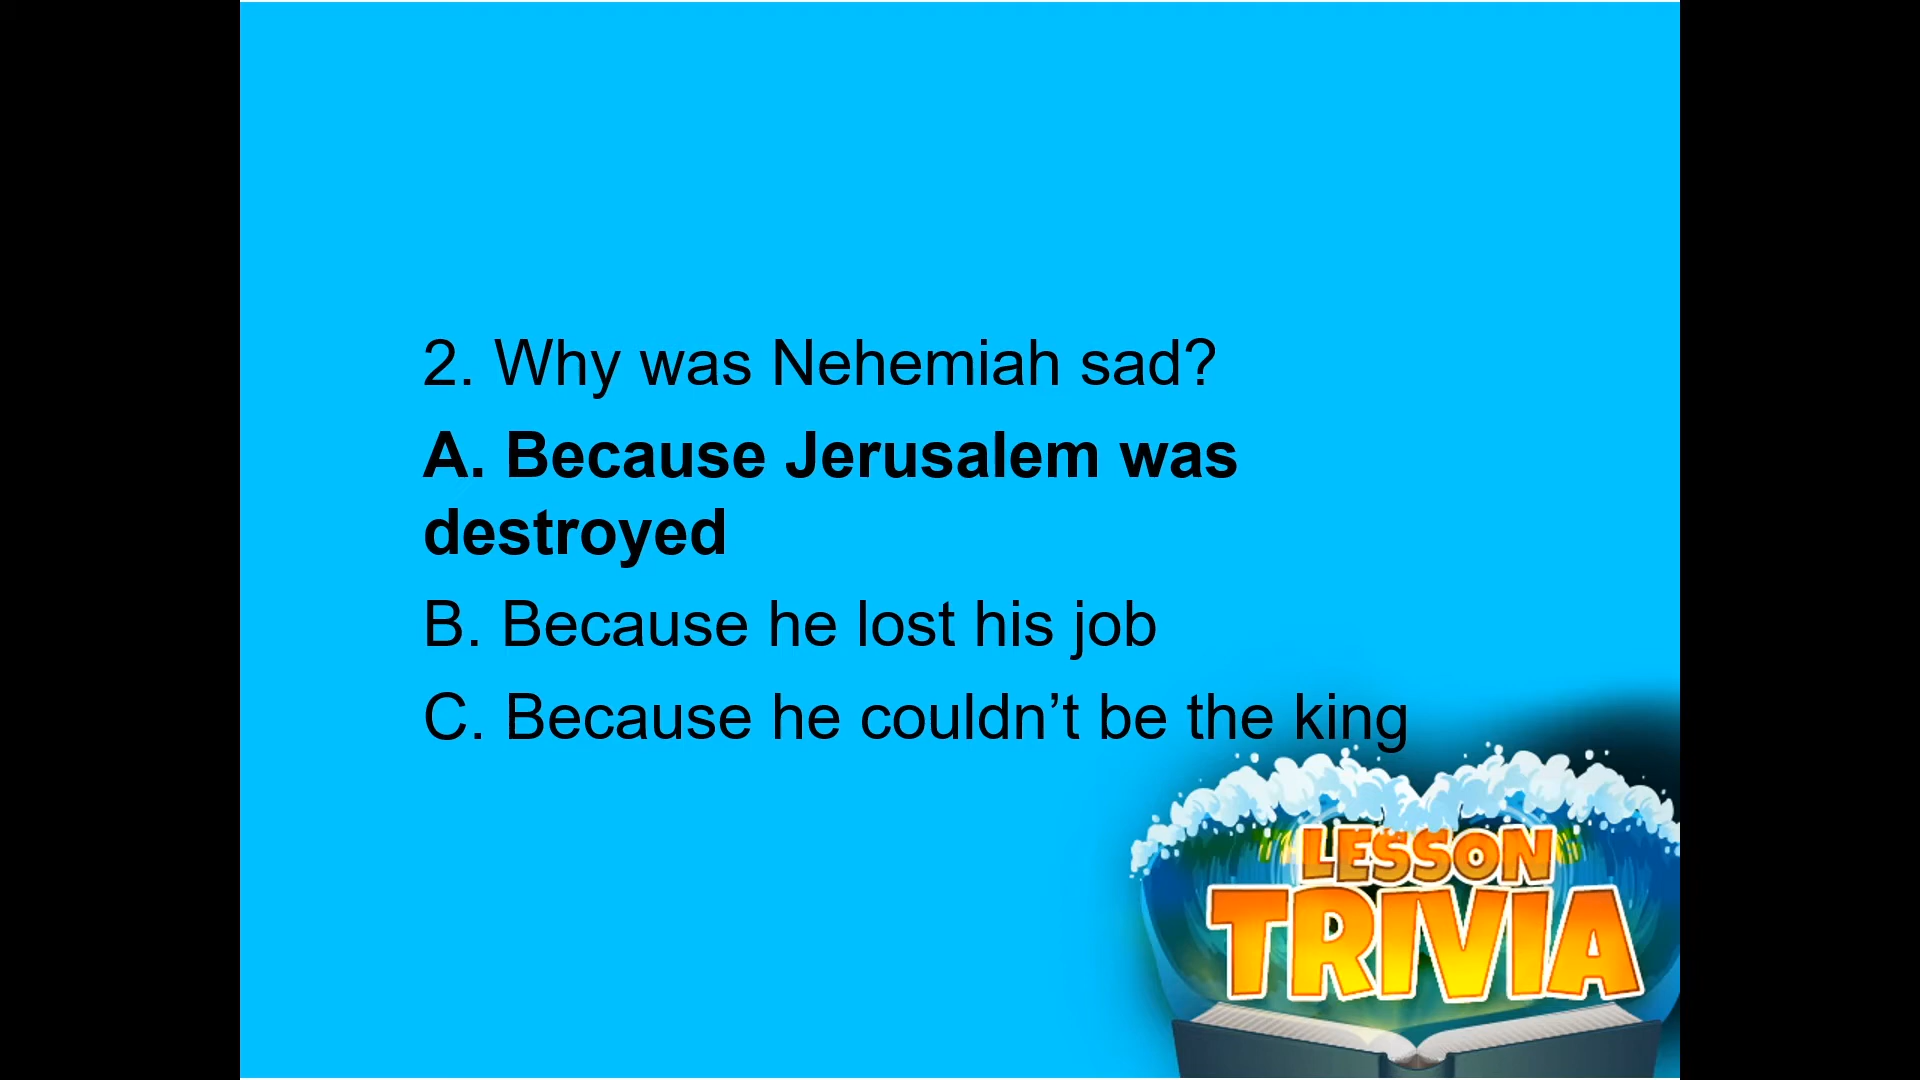 2. Why was Nehemiah sad?
A. Because Jerusalem was
destroyed
B. Because he lost his job
C. Because he couldn’t be the king
LESSON
TRIVIA